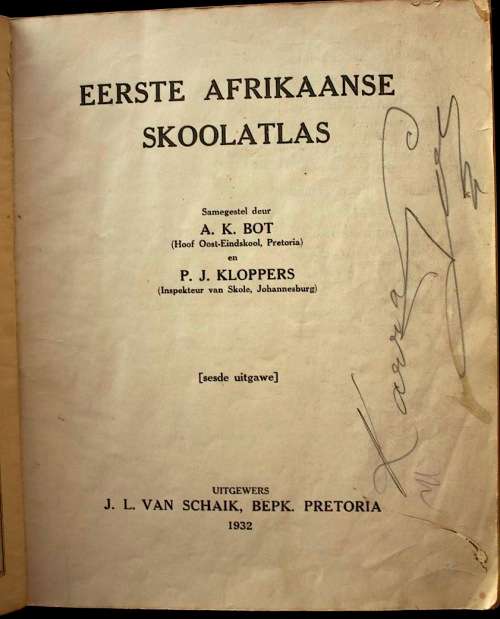 EERSTE AFRIKAANSE
SKOOLATLAS
Samegestel deur
A. K. BOT
(Hoof Oost-Eindskool, Pretoria)
en
P. J. KLOPPERS
(Inspekteur van Skole, Johannesburg)
[sesde uitgawe]
UITGEWERS
J. L. VAN SCHAIK, BEPK. PRETORIA
1932